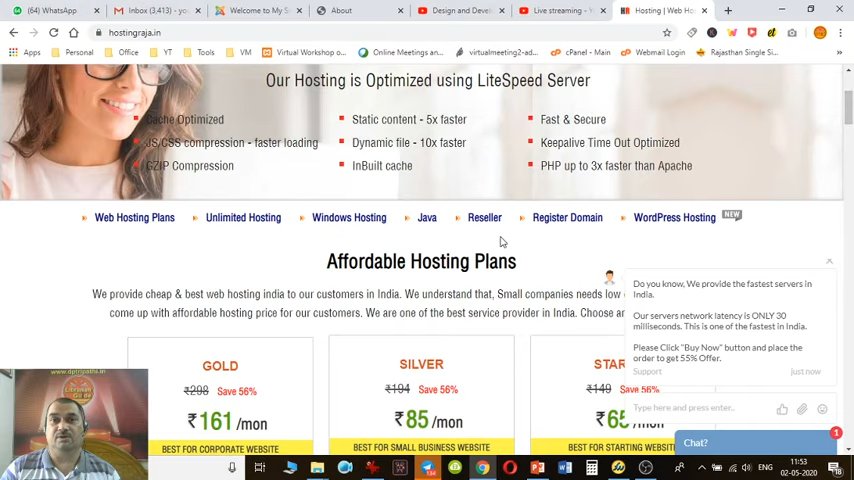 (64) WhatsApp
Inbox (3,413) - yo
Welcome to My S
About
Design and Deve
Live streaming - Y
Hosting | Web Ho
hostingraja.in
Apps
Personal
Office
YT
Tools
VM
Virtual Workshop o...
Online Meetings an...
virtualmeeting2-ad...
cPanel - Main
Webmail Login
Rajasthan Single Si...
Our Hosting is Optimized using LiteSpeed Server
Cache Optimized
Static content - 5x faster
Fast & Secure
JS/CSS compression - faster loading
Dynamic file - 10x faster
Keepalive Time Out Optimized
GZIP Compression
InBuilt cache
PHP up to 3x faster than Apache
Web Hosting Plans
Unlimited Hosting
Windows Hosting
Java
Reseller
Register Domain
WordPress Hosting
NEW
Affordable Hosting Plans
We provide cheap & best web hosting india to our customers in India. We understand that, Small companies needs low
come up with affordable hosting price for our customers. We are one of the best service provider in India. Choose an
Do you know, We provide the fastest servers in
India.
Our servers network latency is ONLY 30
milliseconds. This is one of the fastest in India.
Please Click "Buy Now" button and place the
order to get 55% Offer.
Support
Just now
Type here and press enter..
Chat?
1
GOLD
₹298 Save 56%
₹161/mon
BEST FOR CORPORATE WEBSITE
SILVER
₹194 Save 56%
₹85/mon
BEST FOR SMALL BUSINESS WEBSITE
STAR
₹149 Save 56%
₹65
BEST FOR STARTING WEBSITE
www.dptripathi.in
ENG
11:53
02-05-2020
18